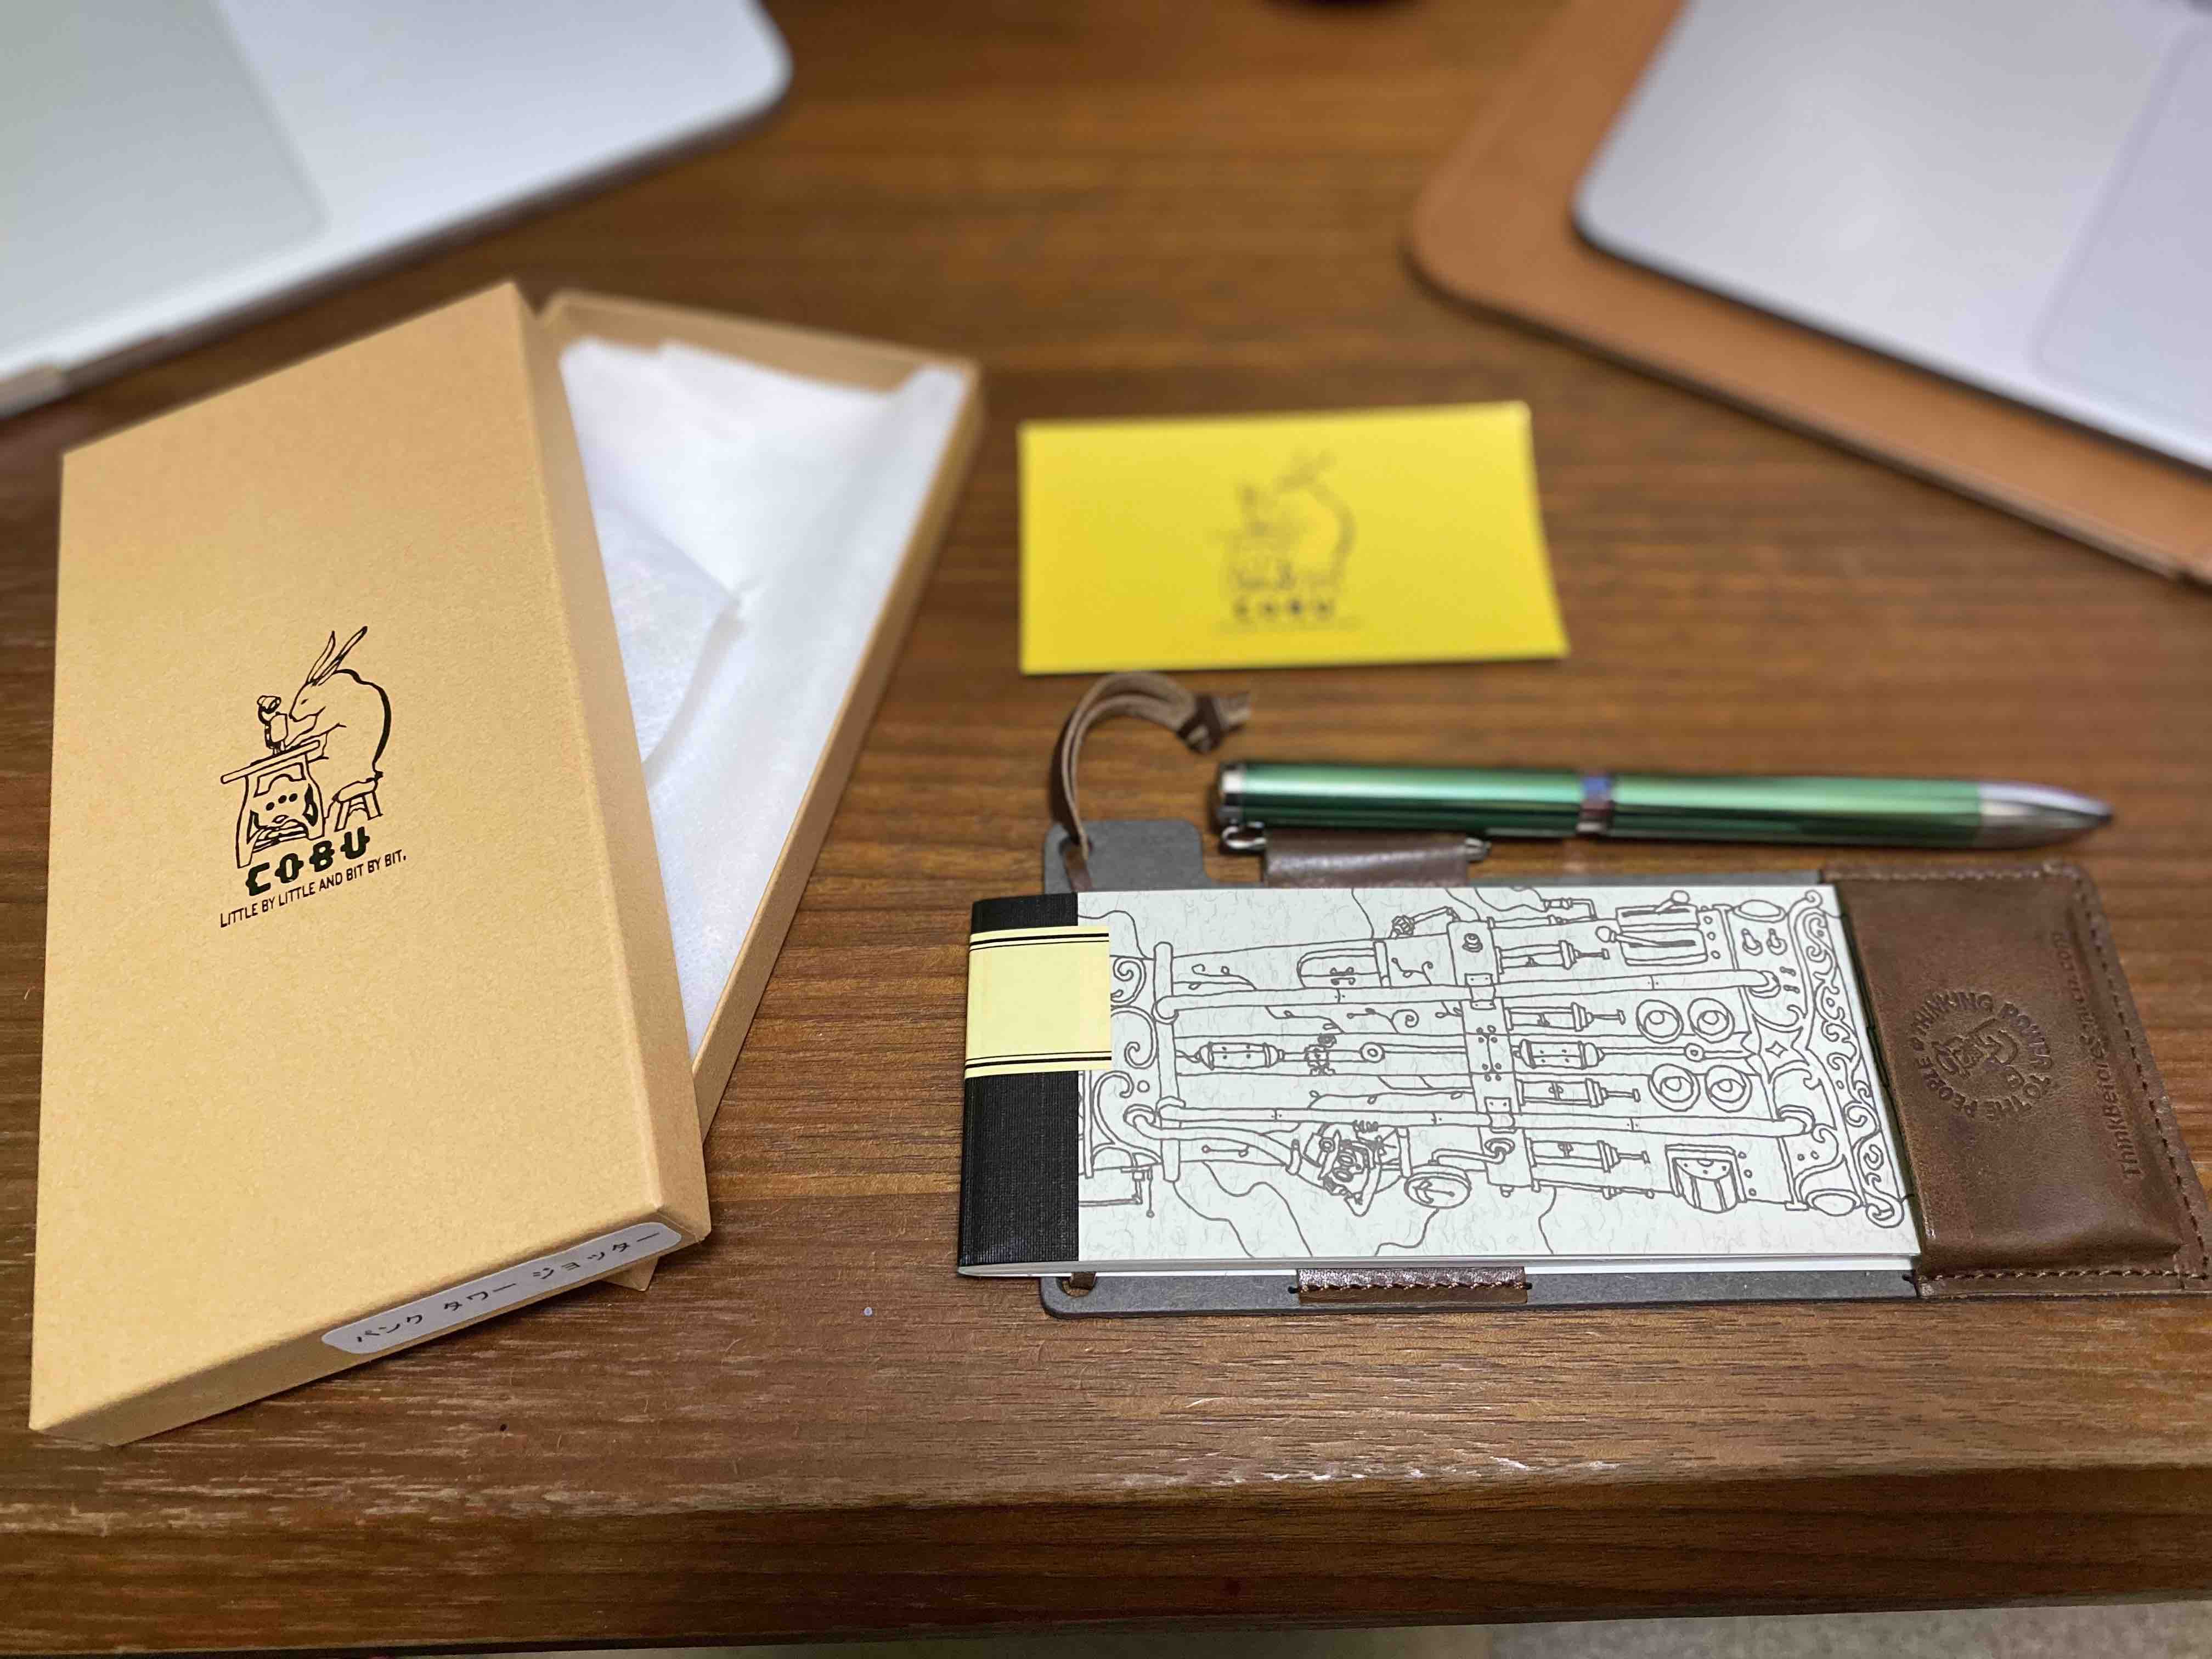 COBU
LITTLE BY LITTLE AND BIT BY BIT.
パンク タワー ジョッター
COBU
THINKING POWER TO THE PEOPLE
ThinkBeforeSearch.com